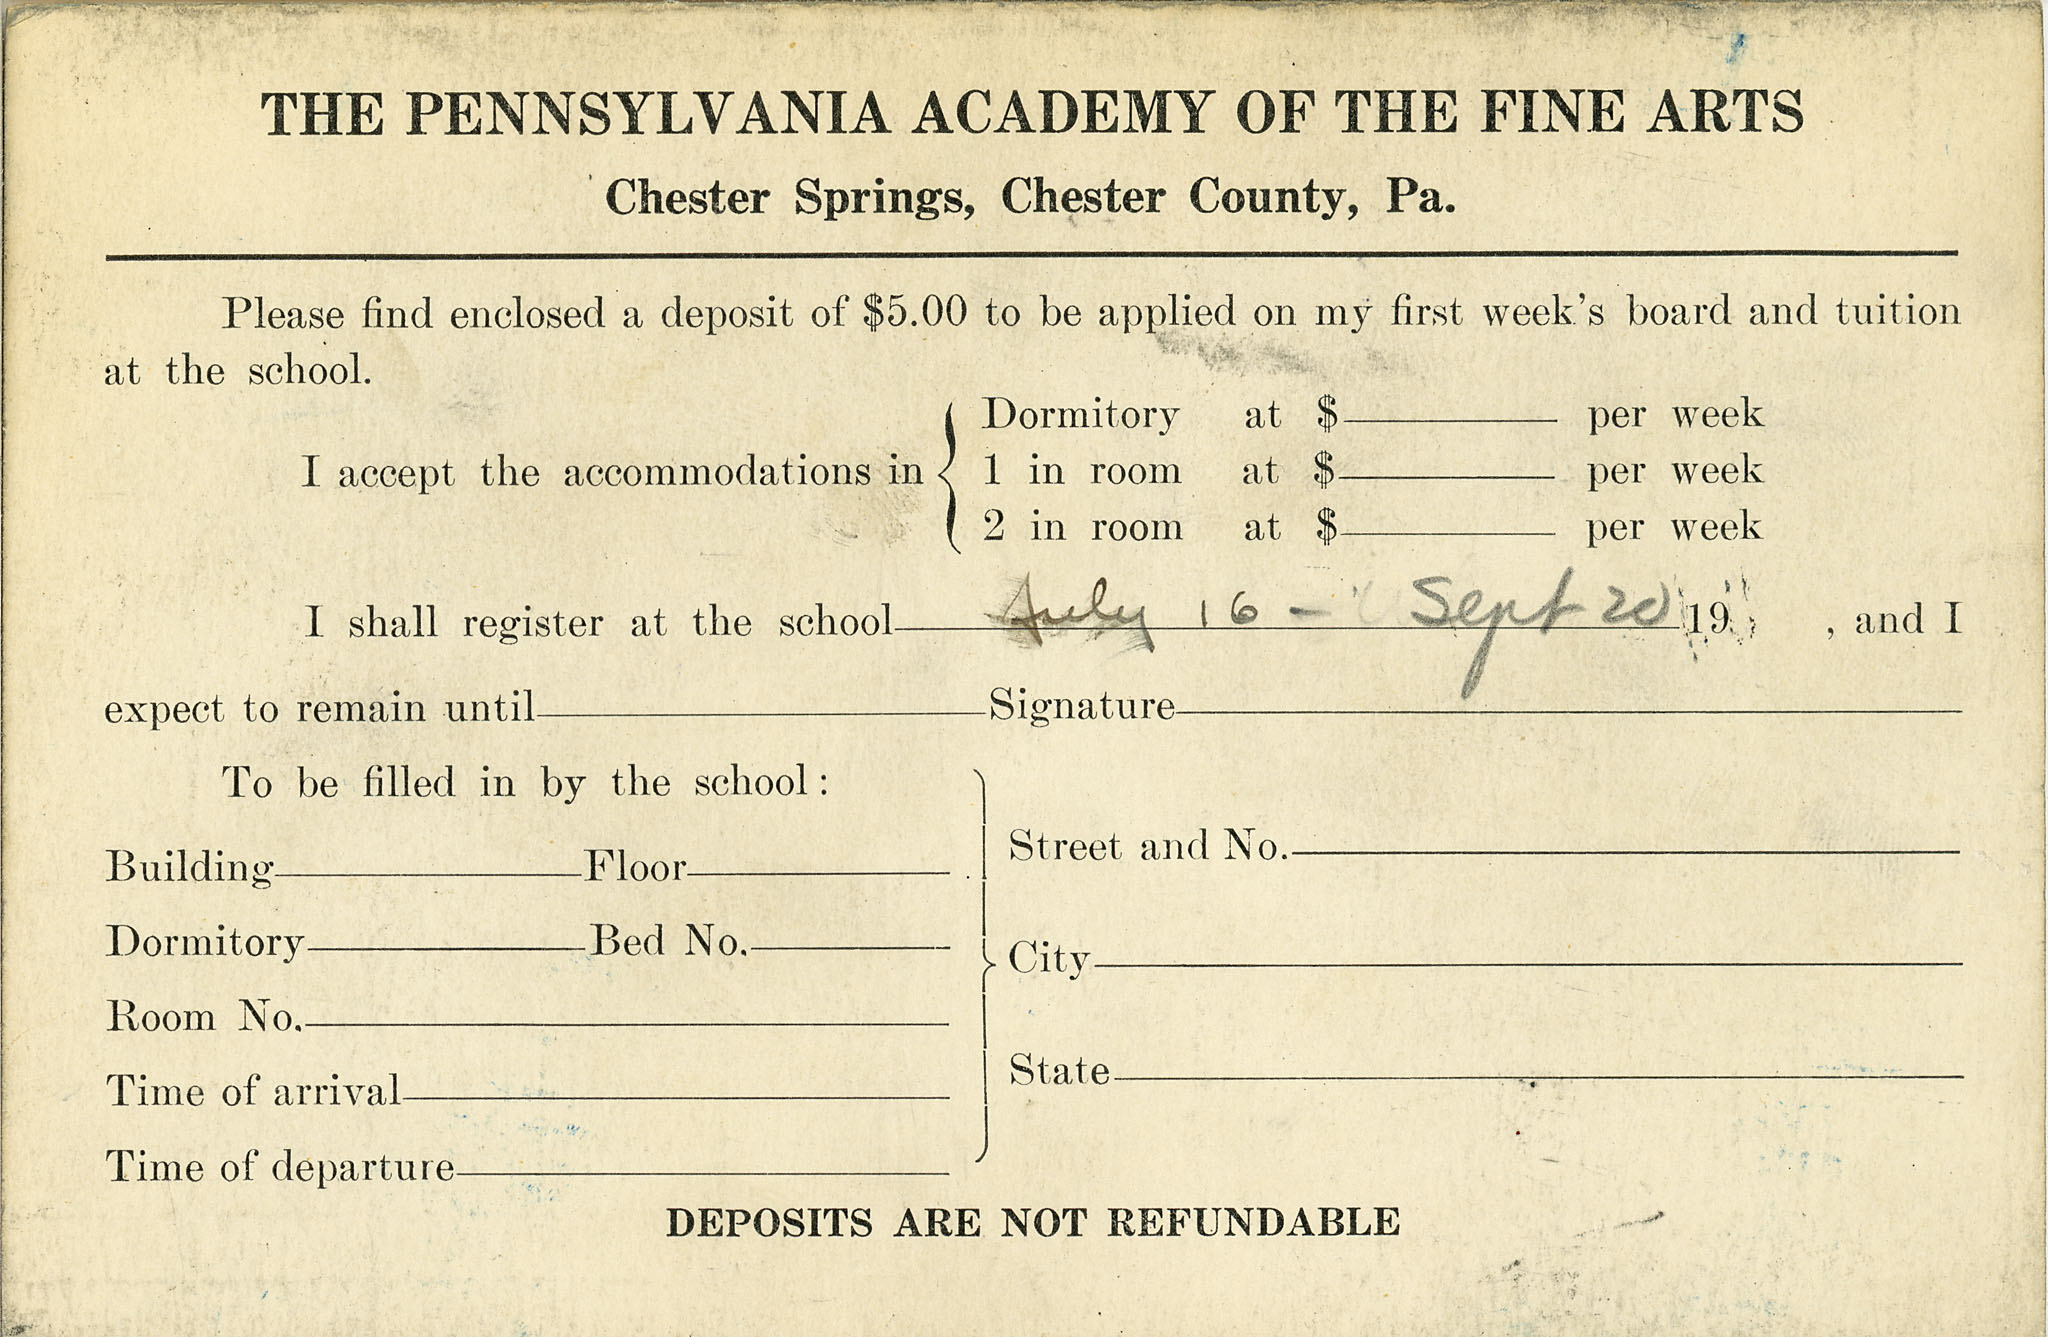 THE PENNSYLVANIA ACADEMY OF THE FINE ARTS
Chester Springs, Chester County, Pa.
Please find enclosed a deposit of $5.00 to be applied on my first week's board and tuition
at the school.
I accept the accommodations in
Dormitory at $ per week
1 in room at $ per week
2 in room at $ per week
I shall register at the school July 16 - Sept 20 19 , and I
expect to remain until Signature
To be filled in by the school:
Building Floor
Dormitory Bed No.
Room No.
Time of arrival
Time of departure
Street and No.
City
State
DEPOSITS ARE NOT REFUNDABLE